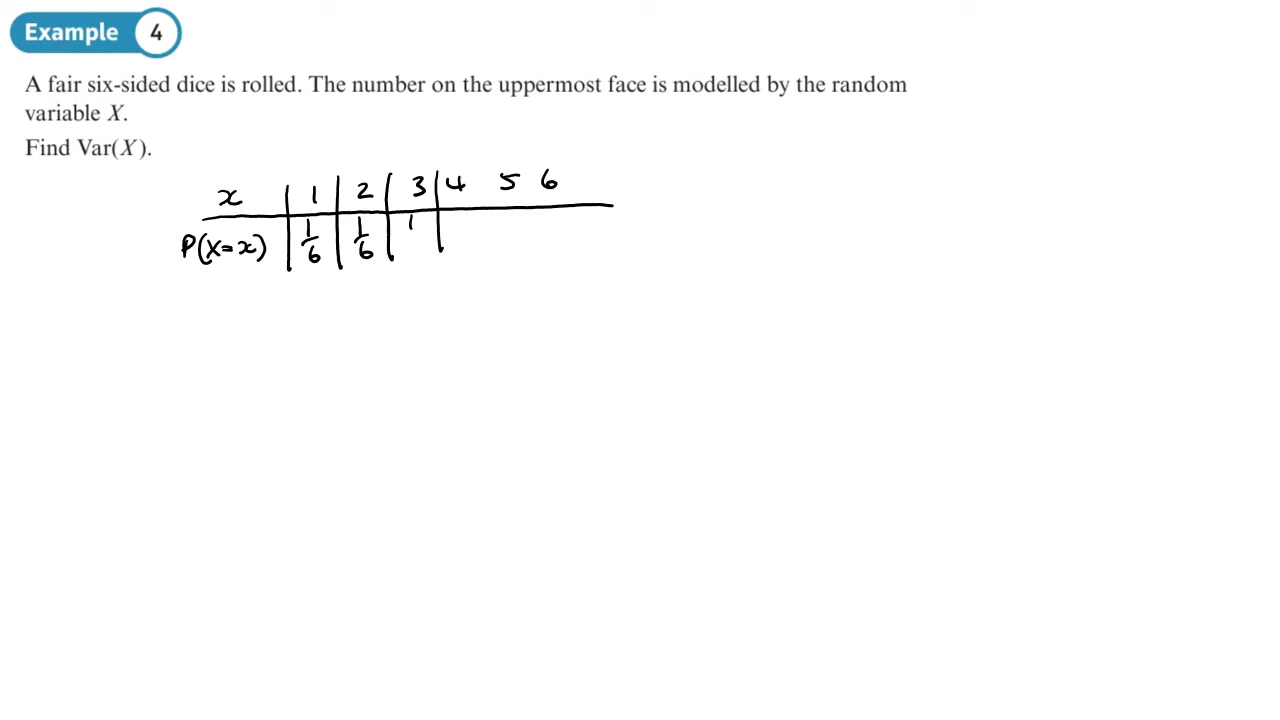 Example 4
A fair six-sided dice is rolled. The number on the uppermost face is modelled by the random
variable X.
Find Var(X).
x 1 2 3 4 5 6
P(X=x) 1/6 1/6 1